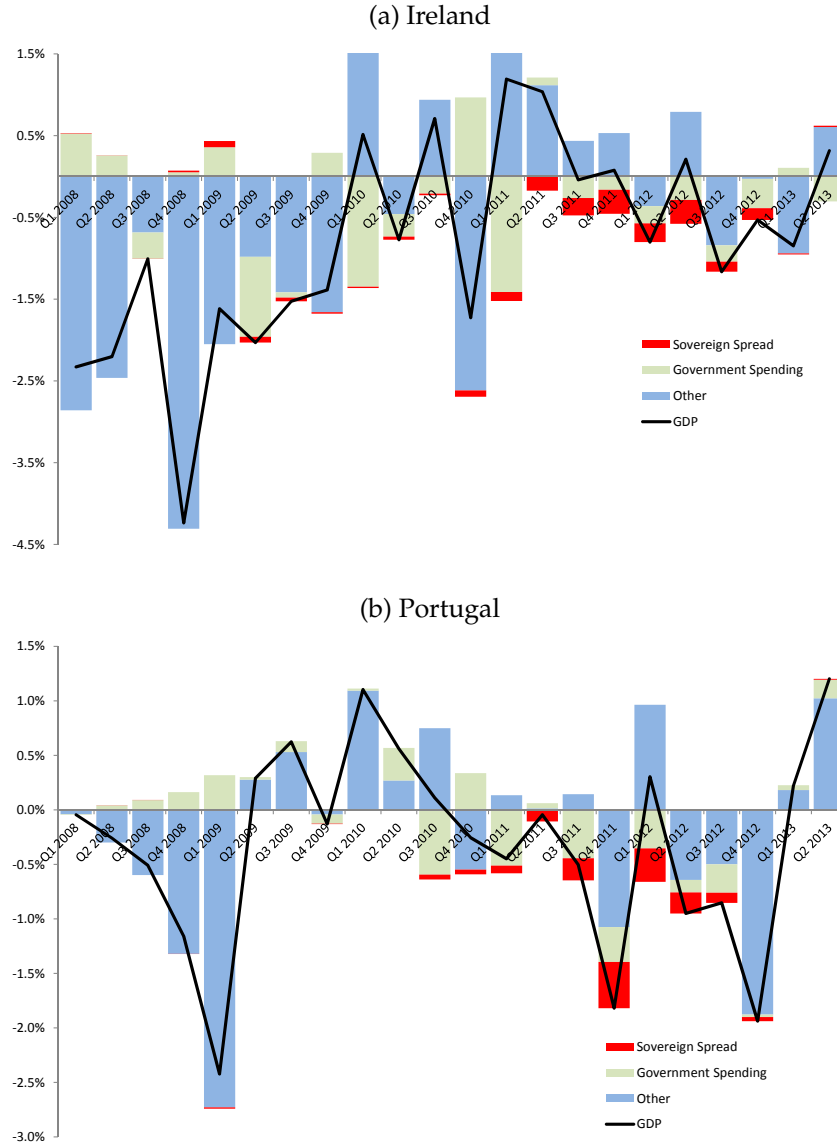 (a) Ireland
1.5%
0.5%
-0.5%
-1.5%
-2.5%
-3.5%
-4.5%
Q1 2008
Q2 2008
Q3 2008
Q4 2008
Q1 2009
Q2 2009
Q3 2009
Q4 2009
Q1 2010
Q2 2010
Q3 2010
Q4 2010
Q1 2011
Q2 2011
Q3 2011
Q4 2011
Q1 2012
Q2 2012
Q3 2012
Q4 2012
Q1 2013
Q2 2013
Sovereign Spread
Government Spending
Other
GDP
(b) Portugal
1.5%
1.0%
0.5%
0.0%
-0.5%
-1.0%
-1.5%
-2.0%
-2.5%
-3.0%
Q1 2008
Q2 2008
Q3 2008
Q4 2008
Q1 2009
Q2 2009
Q3 2009
Q4 2009
Q1 2010
Q2 2010
Q3 2010
Q4 2010
Q1 2011
Q2 2011
Q3 2011
Q4 2011
Q1 2012
Q2 2012
Q3 2012
Q4 2012
Q1 2013
Q2 2013
Sovereign Spread
Government Spending
Other
GDP